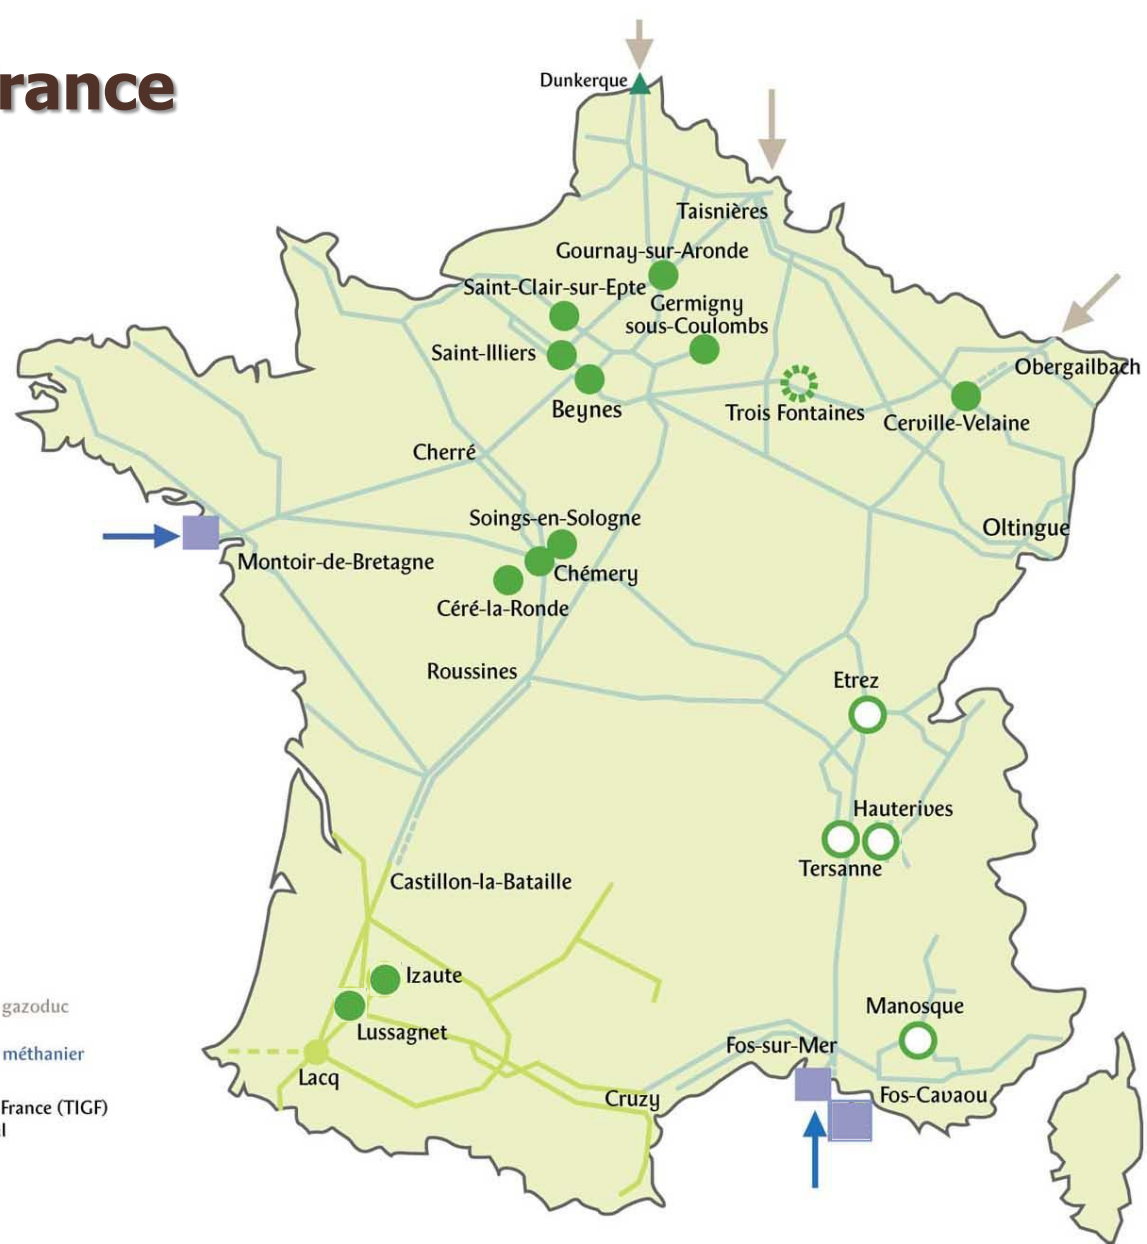 rance
Dunkerque
Taisnières
Gournay-sur-Aronde
Saint-Clair-sur-Epte
Germigny
sous-Coulombs
Saint-Illiers
Obergailbach
Beynes
Trois Fontaines
Cerville-Velaine
Cherré
Soings-en-Sologne
Oltingue
Montoir-de-Bretagne
Chémery
Céré-la-Ronde
Roussines
Etrez
Hauterives
Tersanne
Castillon-la-Bataille
Izaute
gazoduc
Manosque
Lussagnet
Fos-sur-Mer
méthanier
Lacq
Fos-Cavaou
Cruzy
France (TIGF)